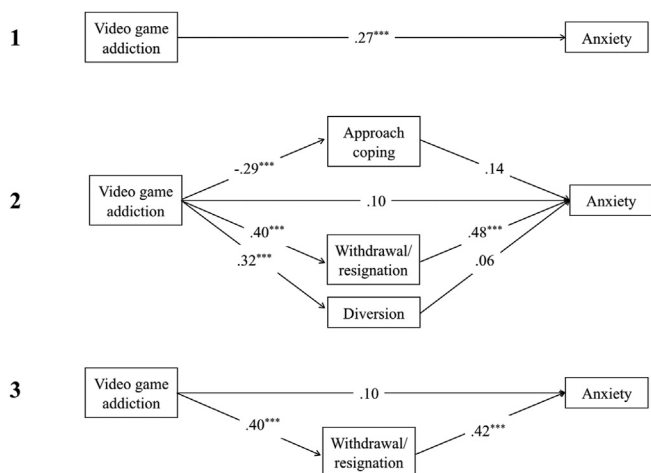 1
Video game
addiction
.27***
Anxiety
2
Video game
addiction
-.29***
Approach
coping
.14
.10
Anxiety
.40***
Withdrawal/
resignation
.48***
.32***
Diversion
.06
3
Video game
addiction
.10
Anxiety
.40***
Withdrawal/
resignation
.42***